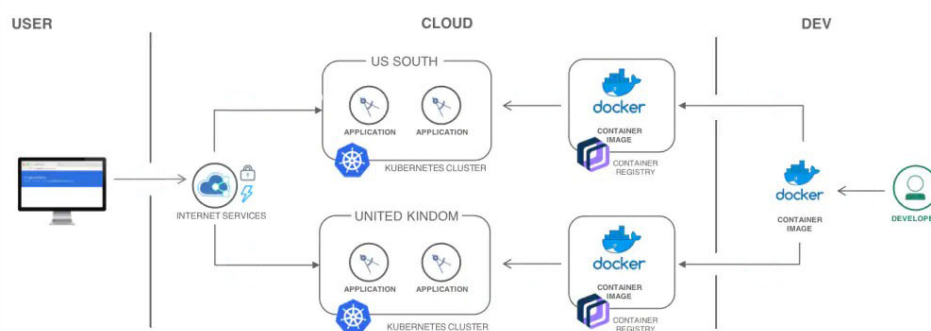 USER
CLOUD
DEV
US SOUTH
APPLICATION
APPLICATION
KUBERNETES CLUSTER
docker
CONTAINER
IMAGE
CONTAINER
REGISTRY
INTERNET SERVICES
docker
CONTAINER
IMAGE
DEVELOPE
UNITED KINDOM
APPLICATION
APPLICATION
KUBERNETES CLUSTER
docker
CONTAINER
IMAGE
CONTAINER
REGISTRY